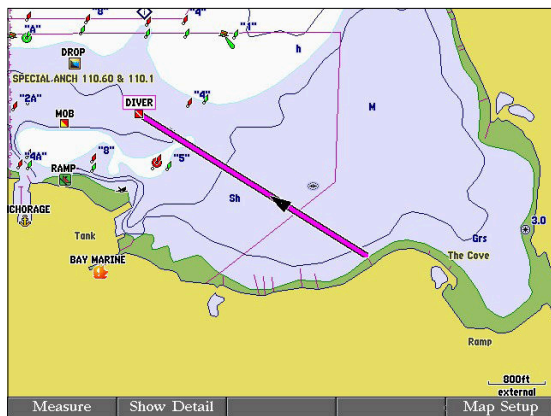 "8"
"4"
"A"
"1"
DROP
h
SPECIAL ANCH 110.60 & 110.1
"2A"
DIVER
"4"
M
MOB
"4A"
"8"
"5"
RAMP
Sh
CHORAGE
Tank
3.0
Grs
The Cove
BAY MARINE
Ramp
800ft
external
Measure
Show Detail
Map Setup